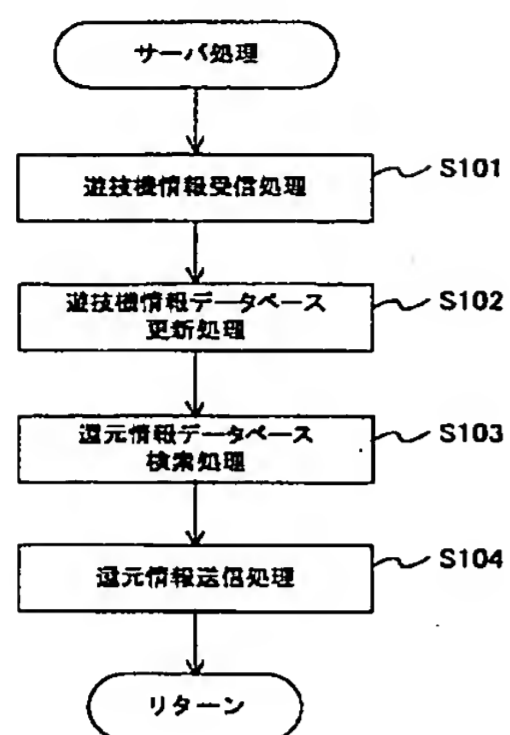 サーバ処理
遊技機情報受信処理
S101
遊技機情報データベース
更新処理
S102
還元情報データベース
検索処理
S103
還元情報送信処理
S104
リターン